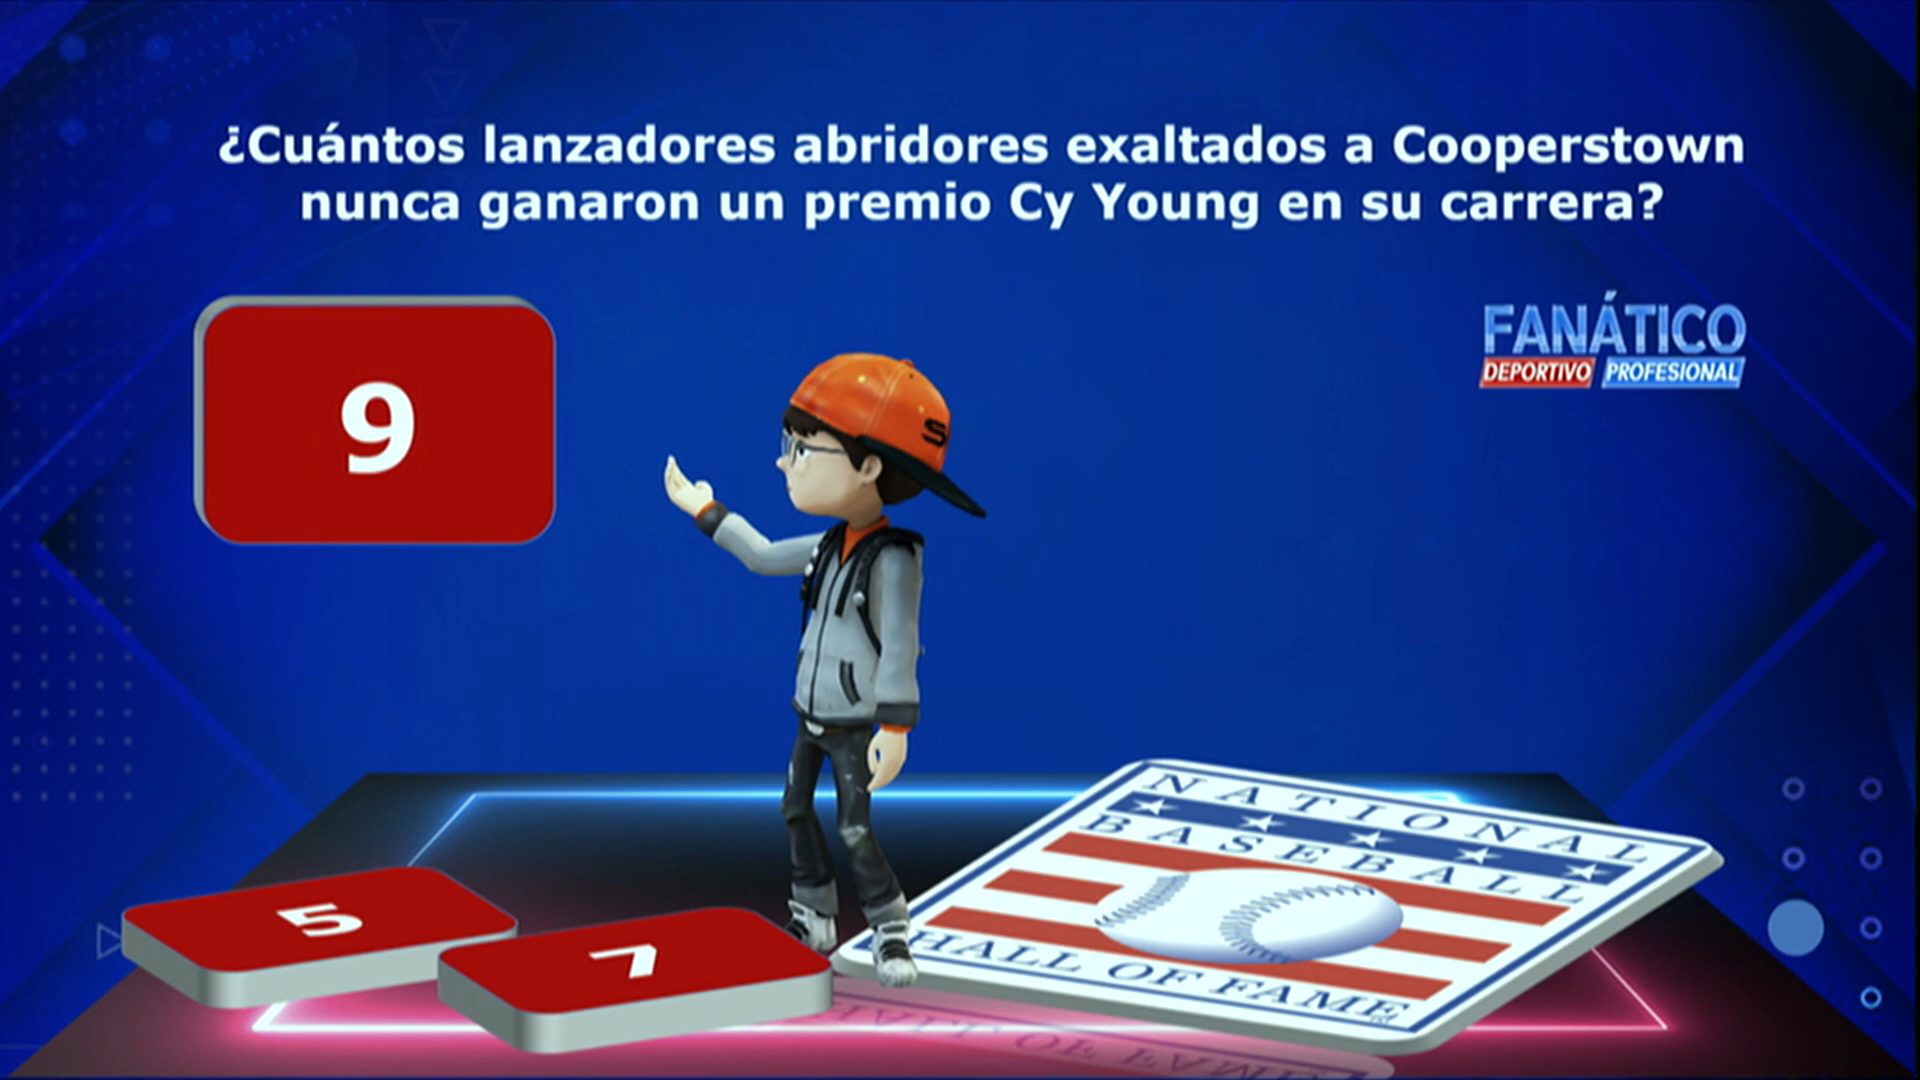 ¿Cuántos lanzadores abridores exaltados a Cooperstown
nunca ganaron un premio Cy Young en su carrera?
9
FANÁTICO
DEPORTIVO PROFESIONAL
S
NATIONAL
BASEBALL
HALL OF FAME
5
7